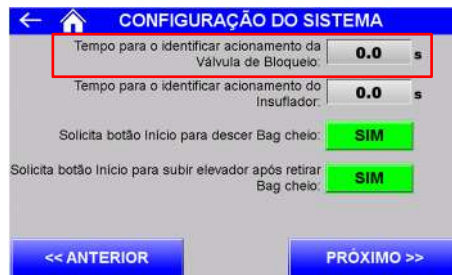 CONFIGURAÇÃO DO SISTEMA
Tempo para o identificar acionamento da
Válvula de Bloqueio:
0.0 s
Tempo para o identificar acionamento do
Insuflador:
0.0 s
Solicita botão Início para descer Bag cheio:
SIM
Solicita botão Início para subir elevador após retirar
Bag cheio:
SIM
<< ANTERIOR
PRÓXIMO >>